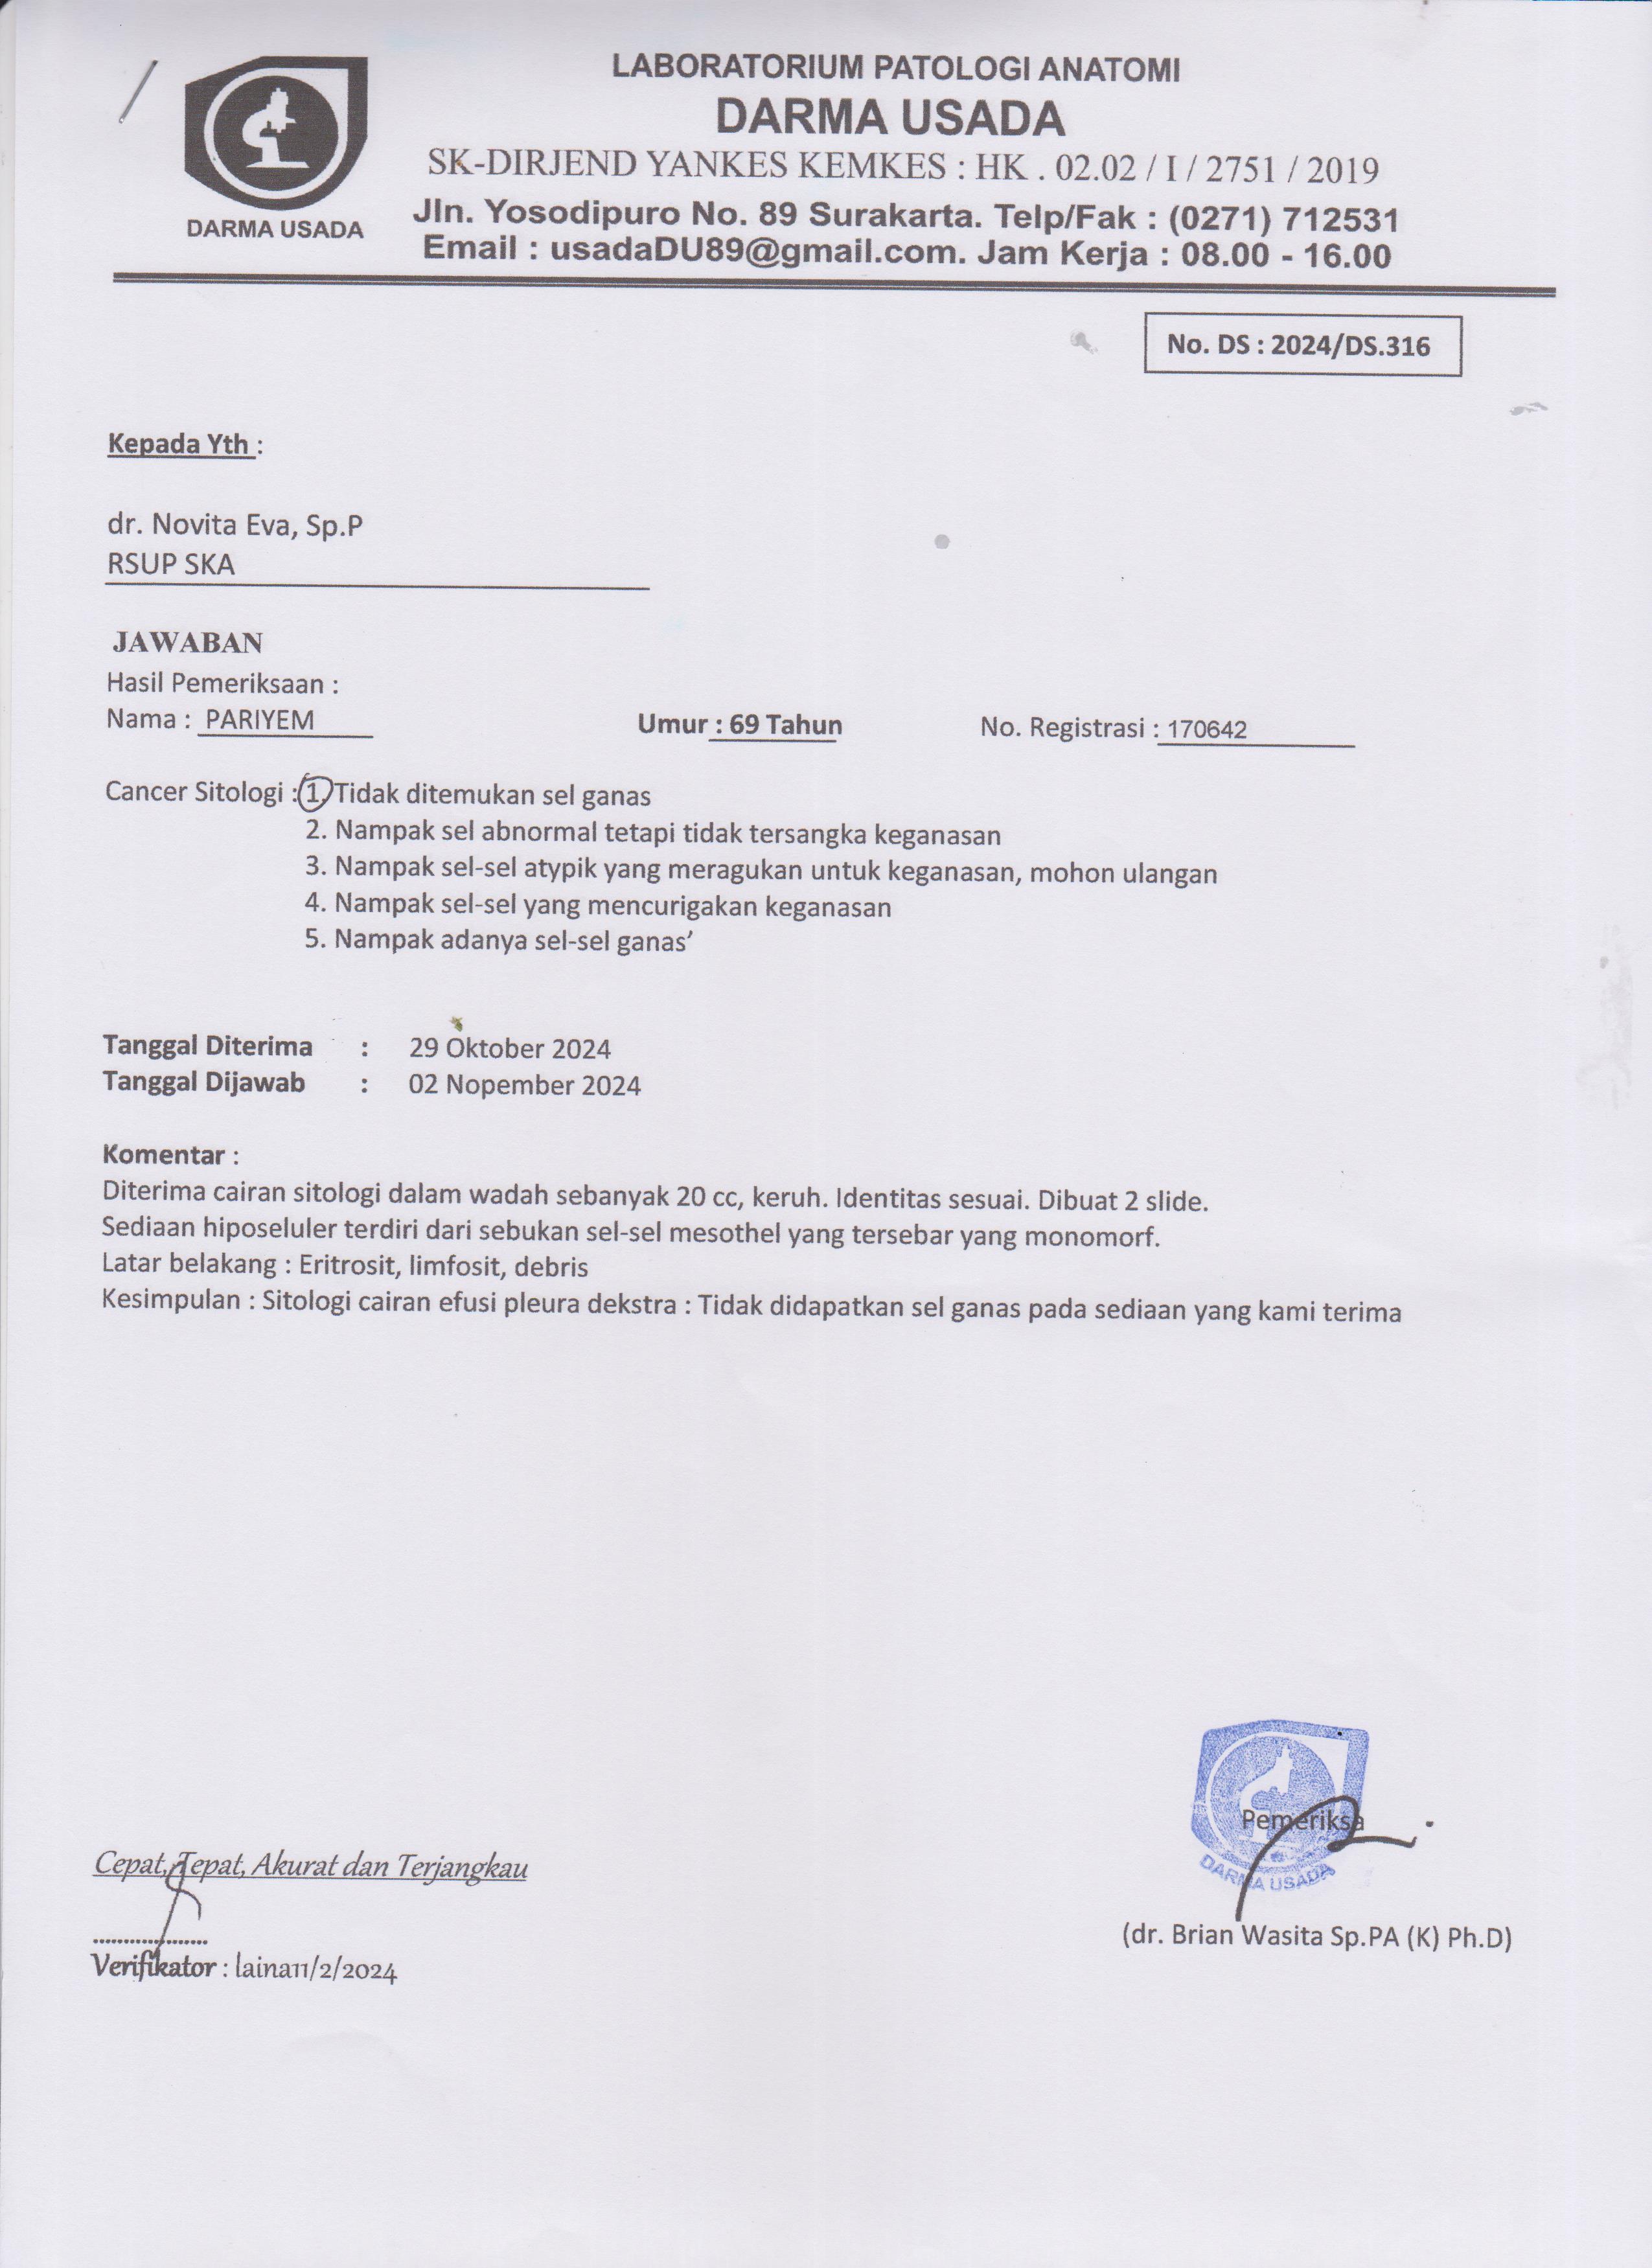 LABORATORIUM PATOLOGI ANATOMI
DARMA USADA
SK-DIRJEND YANKES KEMKES : HK . 02.02 / I / 2751 / 2019
Jln. Yosodipuro No. 89 Surakarta. Telp/Fak : (0271) 712531
Email : usadaDU89@gmail.com. Jam Kerja : 08.00 - 16.00
DARMA USADA
No. DS : 2024/DS.316
Kepada Yth :
dr. Novita Eva, Sp.P
RSUP SKA
JAWABAN
Hasil Pemeriksaan :
Nama : PARIYEM Umur : 69 Tahun No. Registrasi : 170642
Cancer Sitologi : 1. Tidak ditemukan sel ganas
2. Nampak sel abnormal tetapi tidak tersangka keganasan
3. Nampak sel-sel atypik yang meragukan untuk keganasan, mohon ulangan
4. Nampak sel-sel yang mencurigakan keganasan
5. Nampak adanya sel-sel ganas’
Tanggal Diterima : 29 Oktober 2024
Tanggal Dijawab : 02 Nopember 2024
Komentar :
Diterima cairan sitologi dalam wadah sebanyak 20 cc, keruh. Identitas sesuai. Dibuat 2 slide.
Sediaan hiposeluler terdiri dari sebukan sel-sel mesothel yang tersebar yang monomorf.
Latar belakang : Eritrosit, limfosit, debris
Kesimpulan : Sitologi cairan efusi pleura dekstra : Tidak didapatkan sel ganas pada sediaan yang kami terima
Pemeriksa
DARMA USADA
(dr. Brian Wasita Sp.PA (K) Ph.D)
Cepat, Tepat, Akurat dan Terjangkau
....................
Verifikator : laina11/2/2024